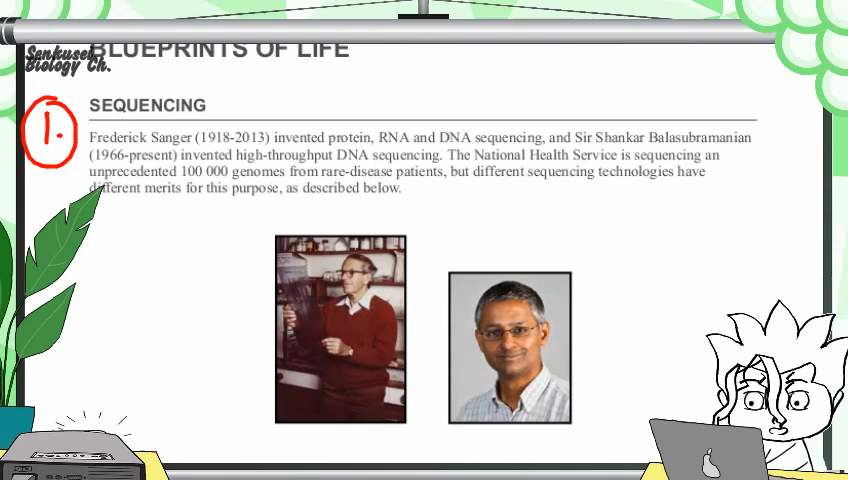 BLUEPRINTS OF LIFE
Senkusei
Biology Ch.
1.
SEQUENCING
Frederick Sanger (1918-2013) invented protein, RNA and DNA sequencing, and Sir Shankar Balasubramanian
(1966-present) invented high-throughput DNA sequencing. The National Health Service is sequencing an
unprecedented 100 000 genomes from rare-disease patients, but different sequencing technologies have
different merits for this purpose, as described below.